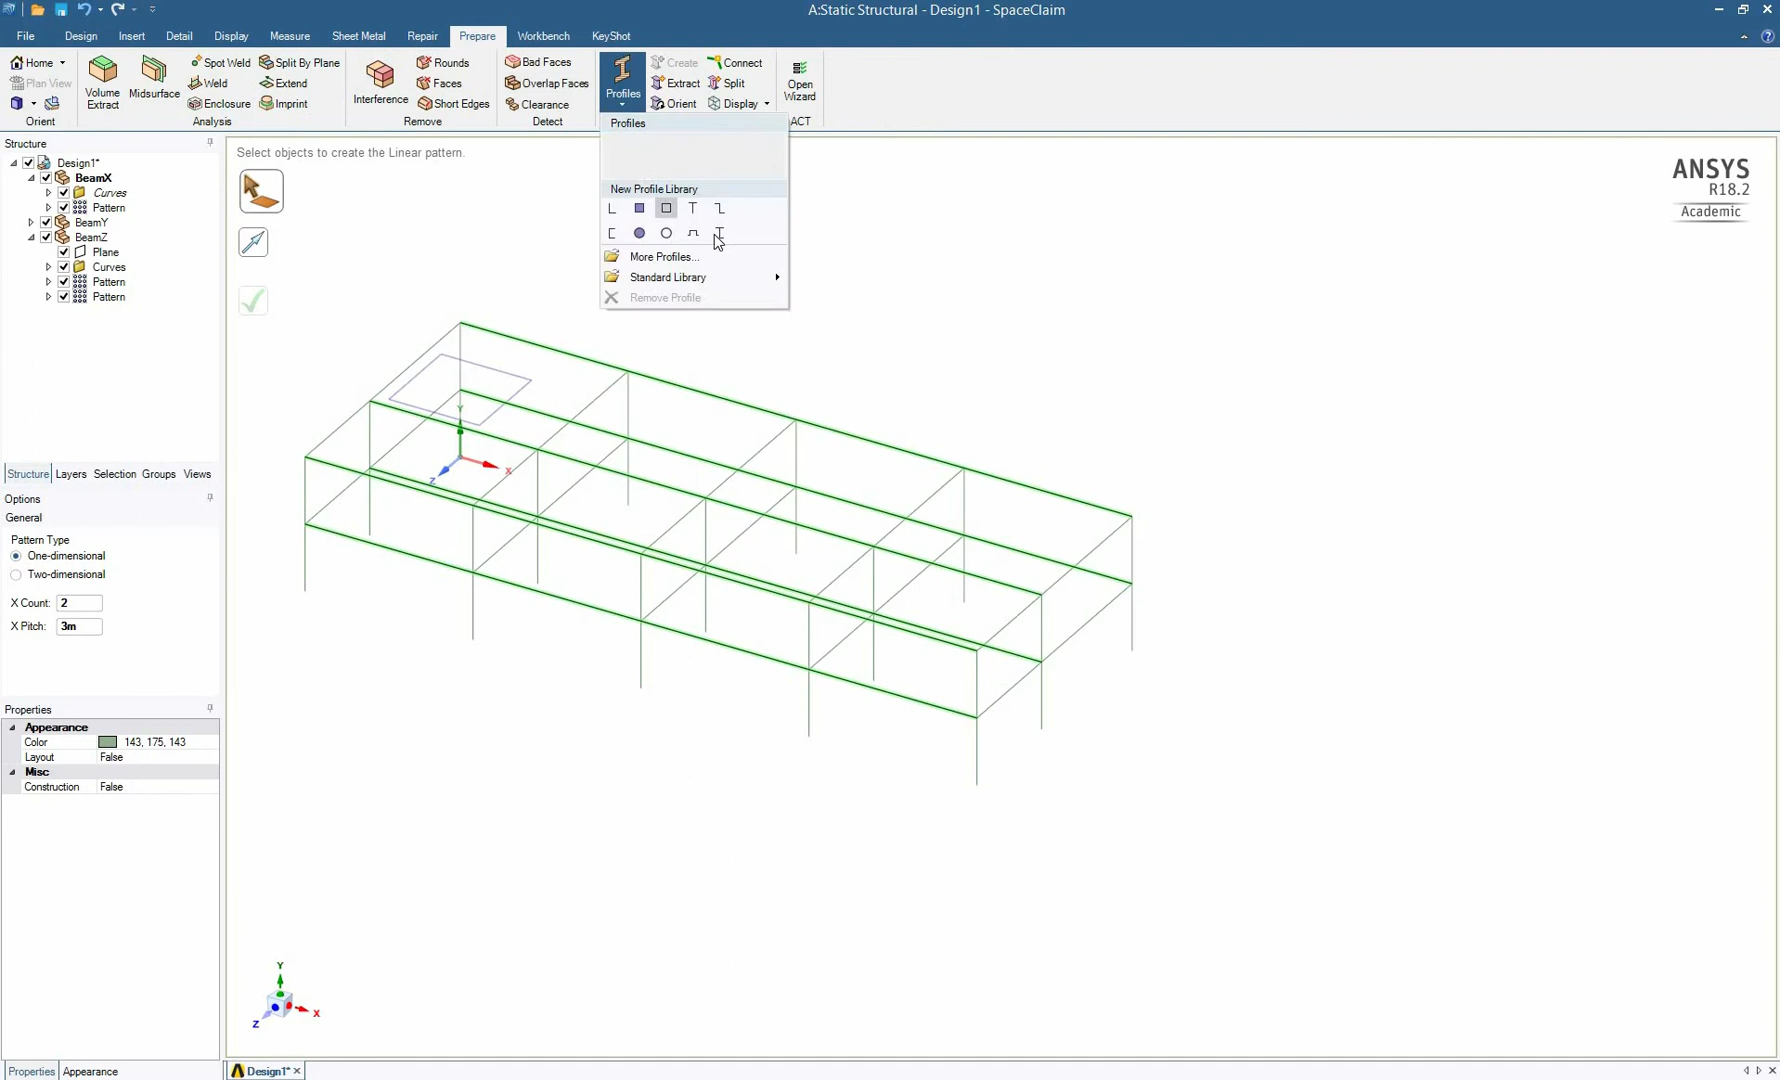 A:Static Structural - Design1 - SpaceClaim
File Design Insert Detail Display Measure Sheet Metal Repair Prepare Workbench KeyShot
Home Spot Weld Split By Plane Rounds Bad Faces Create Connect
Plan View Volume Extract Midsurface Weld Extend Interference Faces Overlap Faces Profiles Extract Split Open Wizard
Enclosure Imprint Short Edges Clearance Orient Display
Orient Analysis Remove Detect ACT
Profiles
Structure
Select objects to create the Linear pattern.
Design1*
BeamX
Curves
Pattern
BeamY
BeamZ
Plane
Curves
Pattern
Pattern
New Profile Library
More Profiles...
Standard Library
Remove Profile
ANSYS
R18.2
Academic
Structure Layers Selection Groups Views
Options
General
Pattern Type
One-dimensional
Two-dimensional
X Count: 2
X Pitch: 3m
Properties
Appearance
Color 143, 175, 143
Layout False
Misc
Construction False
Y
X
Z
Y
X
Z
Properties Appearance
Design1*